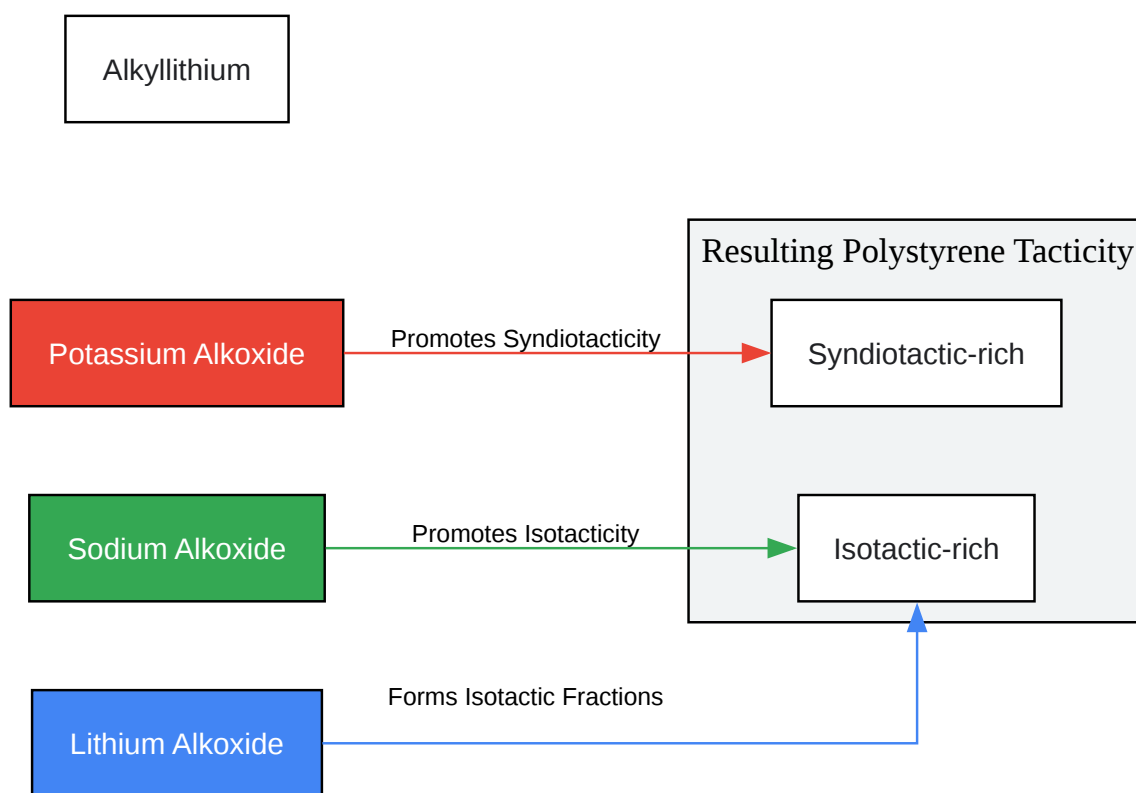 Alkyllithium
Resulting Polystyrene Tacticity
Potassium Alkoxide
Promotes Syndiotacticity
Syndiotactic-rich
Sodium Alkoxide
Promotes Isotacticity
Isotactic-rich
Forms Isotactic Fractions
Lithium Alkoxide